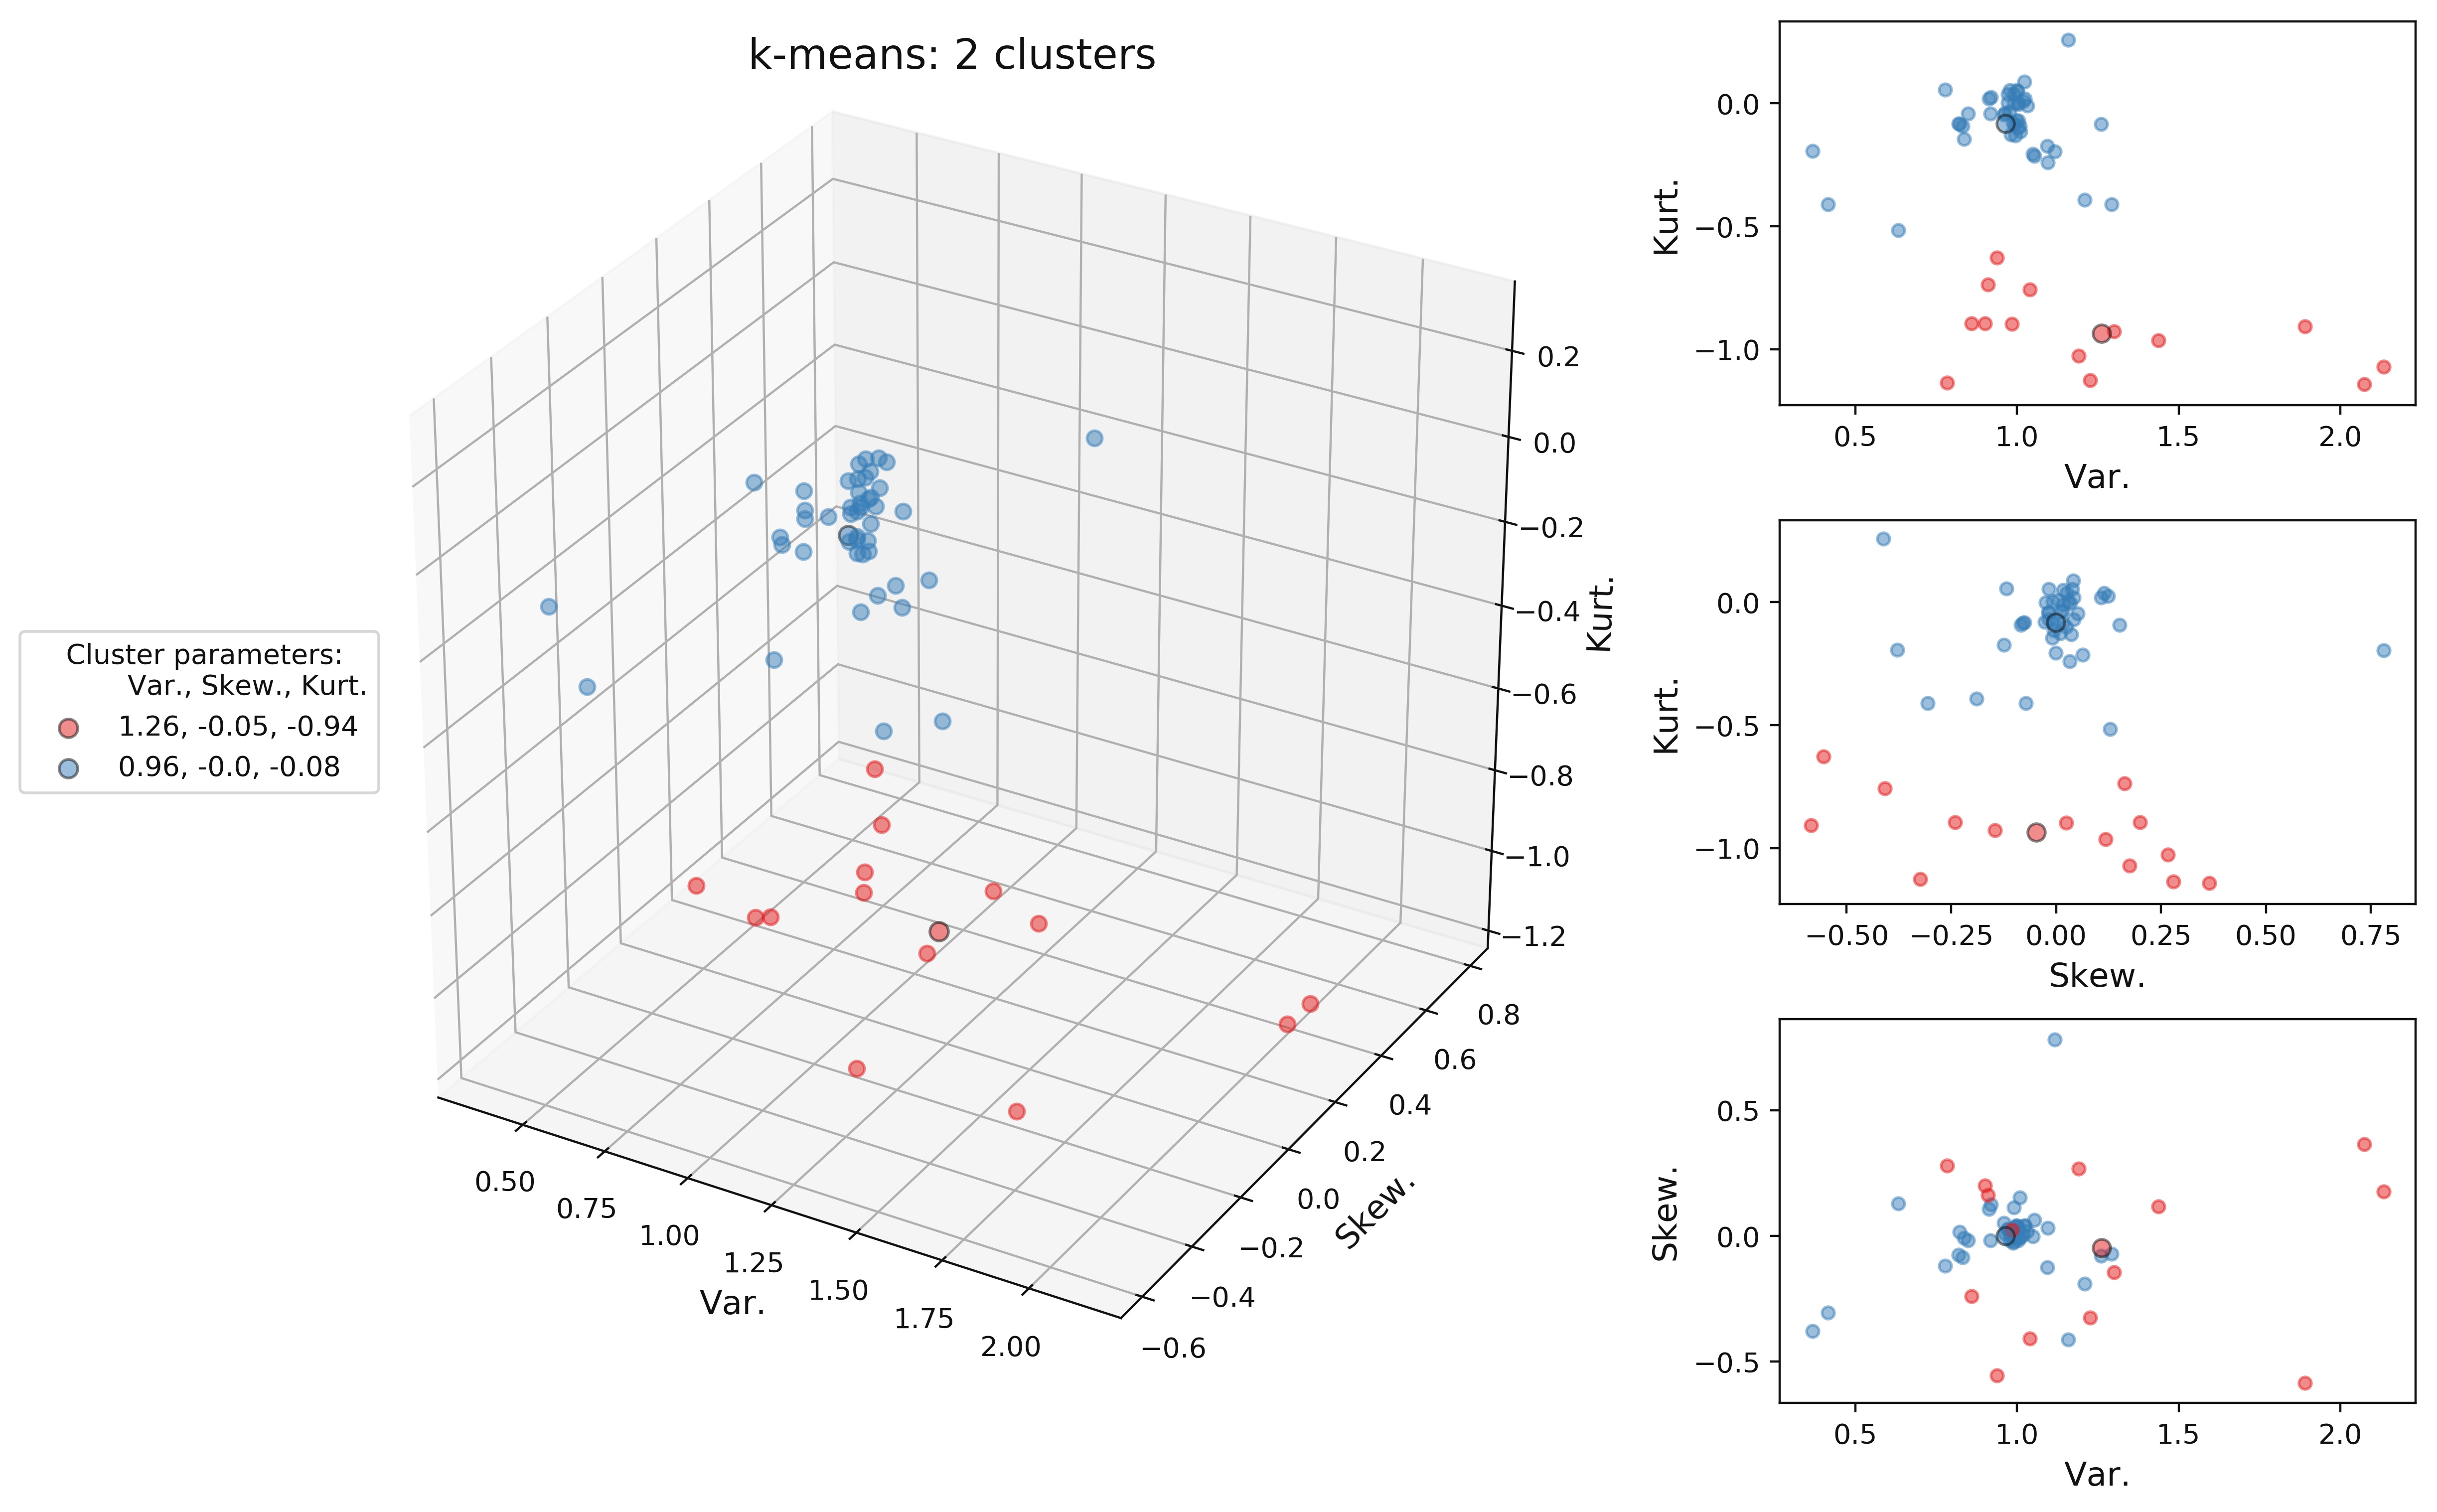 k-means: 2 clusters
Cluster parameters:
Var., Skew., Kurt.
1.26, -0.05, -0.94
0.96, -0.0, -0.08
0.50
0.75
1.00
1.25
1.50
1.75
2.00
Var.
−0.6
−0.4
−0.2
0.0
0.2
0.4
0.6
0.8
Skew.
0.2
0.0
−0.2
−0.4
−0.6
−0.8
−1.0
−1.2
Kurt.
0.0
−0.5
−1.0
Kurt.
0.5 1.0 1.5 2.0
Var.
0.0
−0.5
−1.0
Kurt.
−0.50 −0.25 0.00 0.25 0.50 0.75
Skew.
0.5
0.0
−0.5
Skew.
0.5 1.0 1.5 2.0
Var.